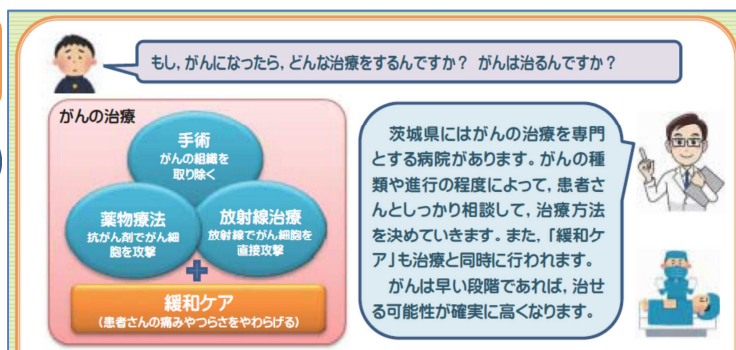 もし，がんになったら，どんな治療をするんですか？ がんは治るんですか？
がんの治療
手術
がんの組織を
取り除く
薬物療法
抗がん剤でがん細
胞を攻撃
放射線治療
放射線でがん細胞を
直接攻撃
+
緩和ケア
（患者さんの痛みやつらさをやわらげる）
茨城県にはがんの治療を専門
とする病院があります。がんの種
類や進行の程度によって，患者さ
んとしっかり相談して，治療方法
を決めていきます。また，「緩和ケ
ア」も治療と同時に行われます。
がんは早い段階であれば，治せ
る可能性が確実に高くなります。